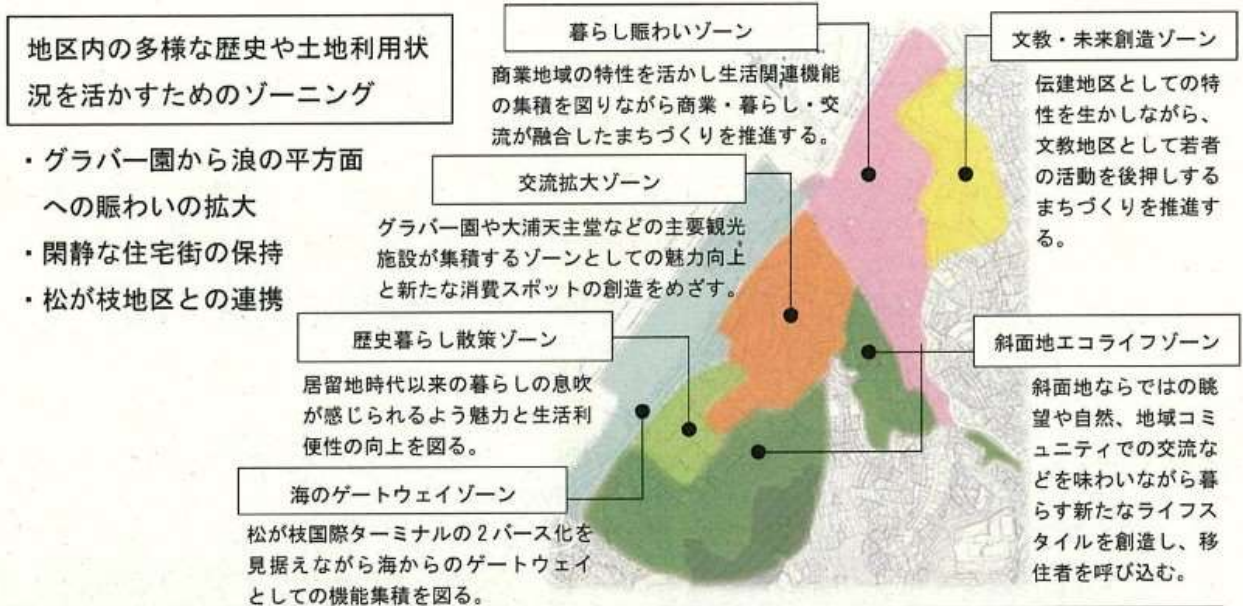 地区内の多様な歴史や土地利用状
況を活かすためのゾーニング
・グラバー園から浪の平方面
への賑わいの拡大
・閑静な住宅街の保持
・松が枝地区との連携
暮らし賑わいゾーン
商業地域の特性を活かし生活関連機能
の集積を図りながら商業・暮らし・交
流が融合したまちづくりを推進する。
交流拡大ゾーン
グラバー園や大浦天主堂などの主要観光
施設が集積するゾーンとしての魅力向上
と新たな消費スポットの創造をめざす。
歴史暮らし散策ゾーン
居留地時代以来の暮らしの息吹
が感じられるよう魅力と生活利
便性の向上を図る。
海のゲートウェイゾーン
松が枝国際ターミナルの2バース化を
見据えながら海からのゲートウェイ
としての機能集積を図る。
文教・未来創造ゾーン
伝建地区としての特
性を生かしながら、
文教地区として若者
の活動を後押しする
まちづくりを推進す
る。
斜面地エコライフゾーン
斜面地ならではの眺
望や自然、地域コミ
ュニティでの交流な
どを味わいながら暮
らす新たなライフス
タイルを創造し、移
住者を呼び込む。